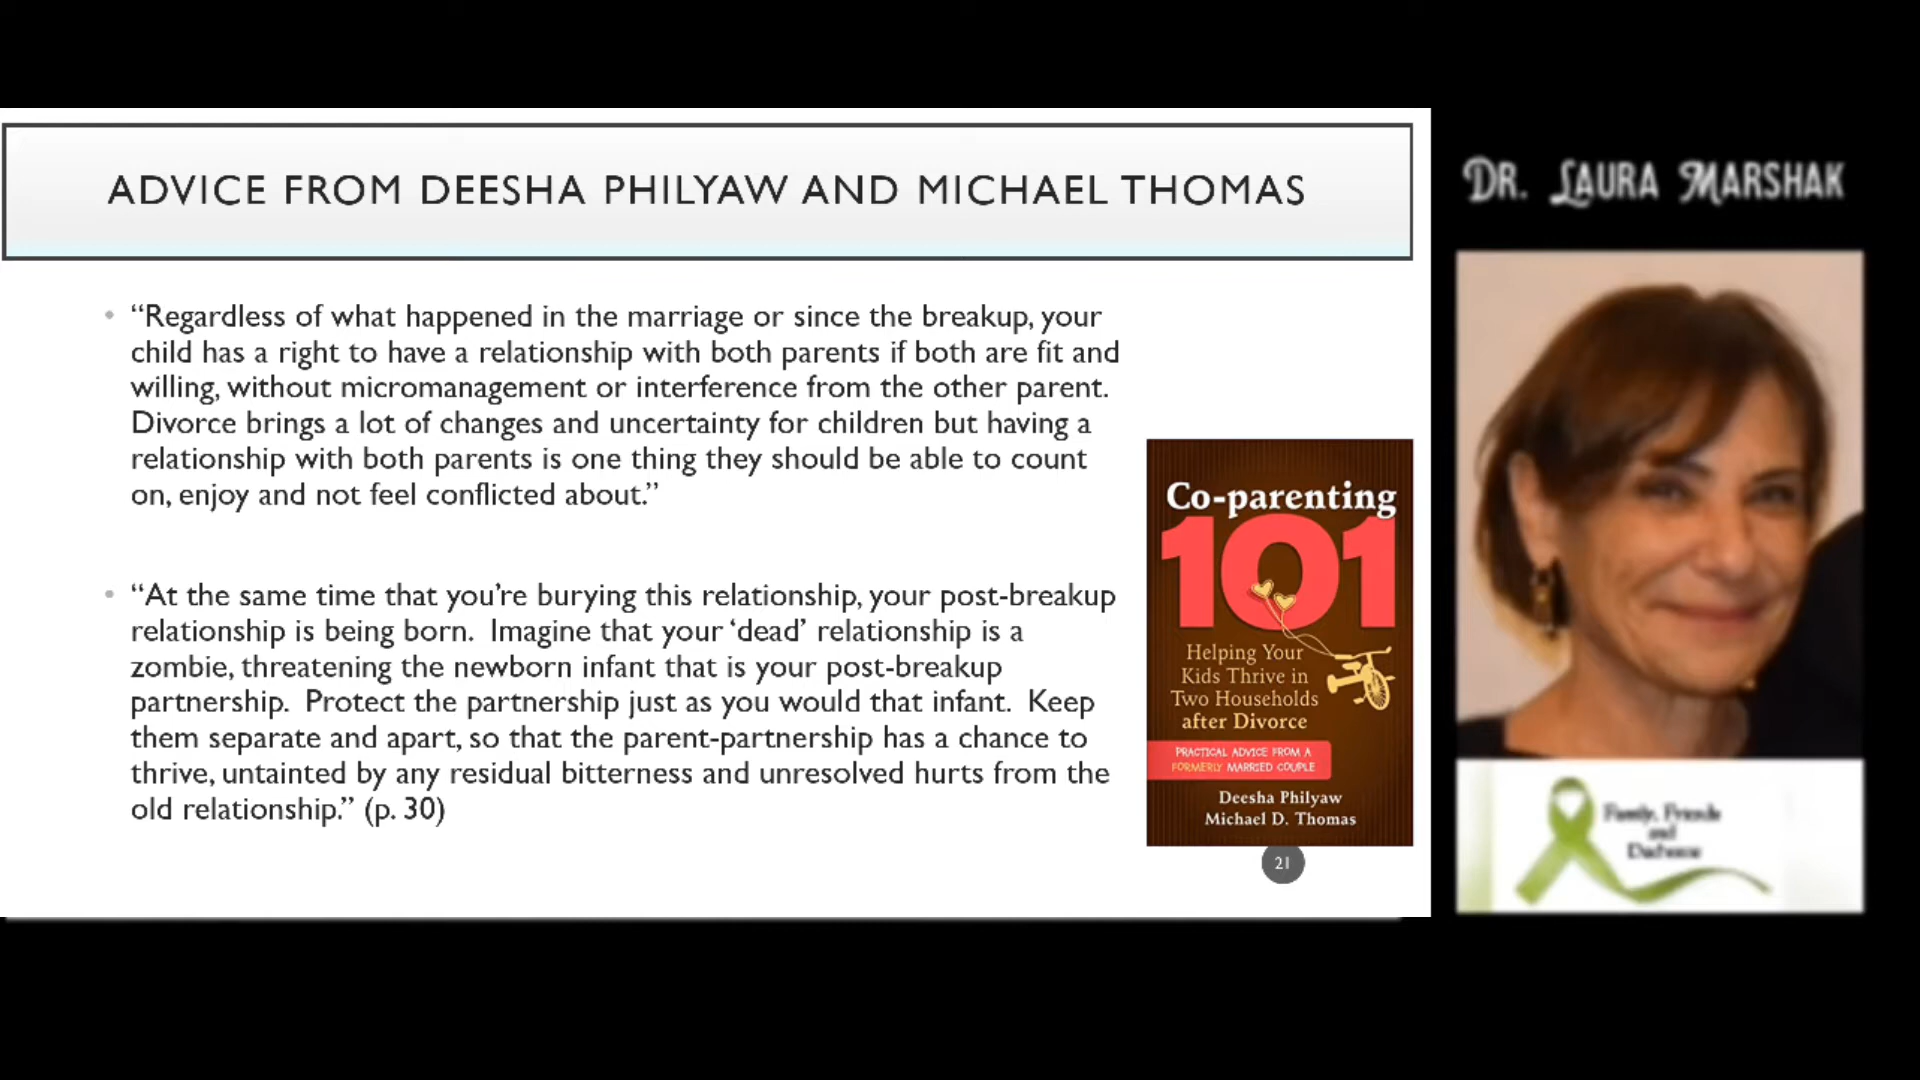 ADVICE FROM DEESHA PHILYAW AND MICHAEL THOMAS
“Regardless of what happened in the marriage or since the breakup, your
child has a right to have a relationship with both parents if both are fit and
willing, without micromanagement or interference from the other parent.
Divorce brings a lot of changes and uncertainty for children but having a
relationship with both parents is one thing they should be able to count
on, enjoy and not feel conflicted about.”
“At the same time that you’re burying this relationship, your post-breakup
relationship is being born.  Imagine that your ‘dead’ relationship is a
zombie, threatening the newborn infant that is your post-breakup
partnership.  Protect the partnership just as you would that infant.  Keep
them separate and apart, so that the parent-partnership has a chance to
thrive, untainted by any residual bitterness and unresolved hurts from the
old relationship.” (p. 30)
Co-parenting
101
Helping Your
Kids Thrive in
Two Households
after Divorce
PRACTICAL ADVICE FROM A
FORMERLY MARRIED COUPLE
Deesha Philyaw
Michael D. Thomas
21
DR. LAURA MARSHAK
Family, Friends
and
Duchenne